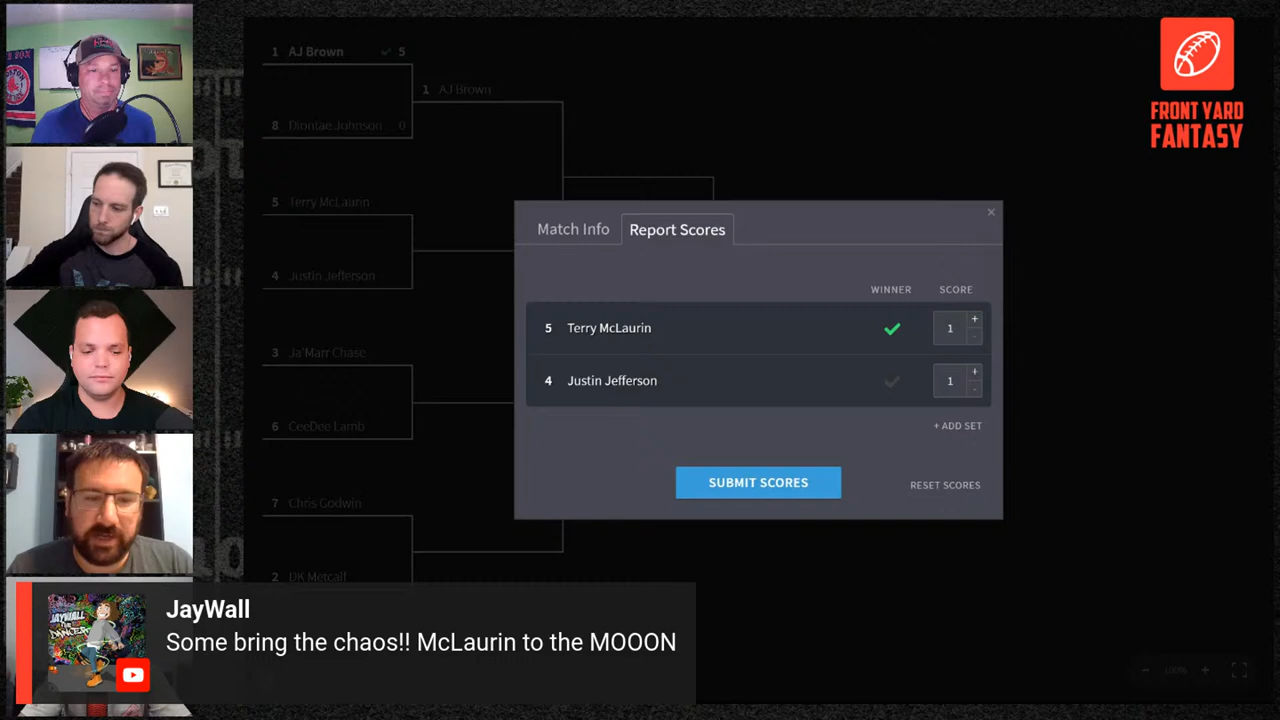 1 AJ Brown 5
1 AJ Brown
8 Diontae Johnson 0
5 Terry McLaurin
4 Justin Jefferson
3 Ja'Marr Chase
6 CeeDee Lamb
7 Chris Godwin
2 DK Metcalf
FRONT YARD
FANTASY
Match Info
Report Scores
WINNER SCORE
5 Terry McLaurin 1
4 Justin Jefferson 1
+ ADD SET
SUBMIT SCORES
RESET SCORES
JayWall
Some bring the chaos!! McLaurin to the MOOON
100%